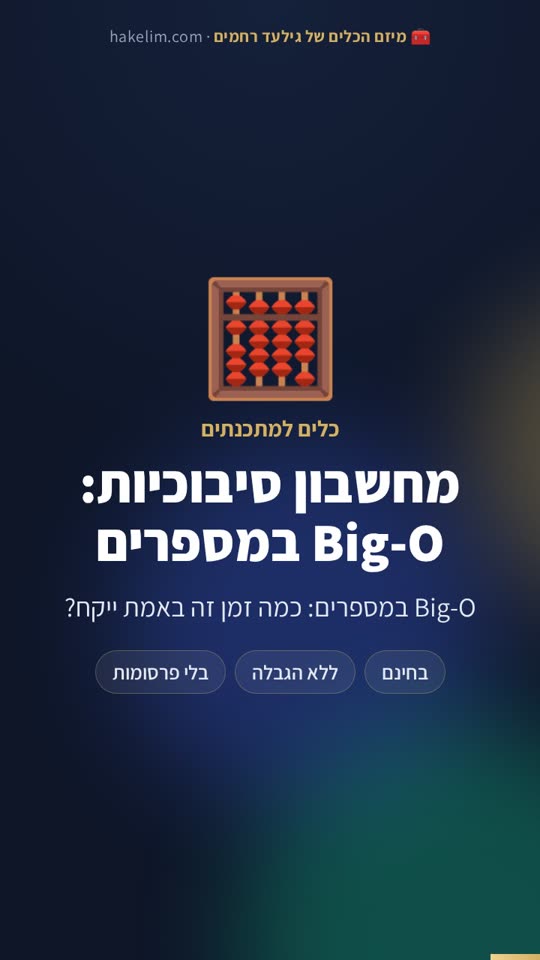 🧰 מיזם הכלים של גילעד רחמים · hakelim.com
כלים למתכנתים
מחשבון סיבוכיות:
Big-O במספרים
Big-O במספרים: כמה זמן זה באמת ייקח?
בחינם
ללא הגבלה
בלי פרסומות